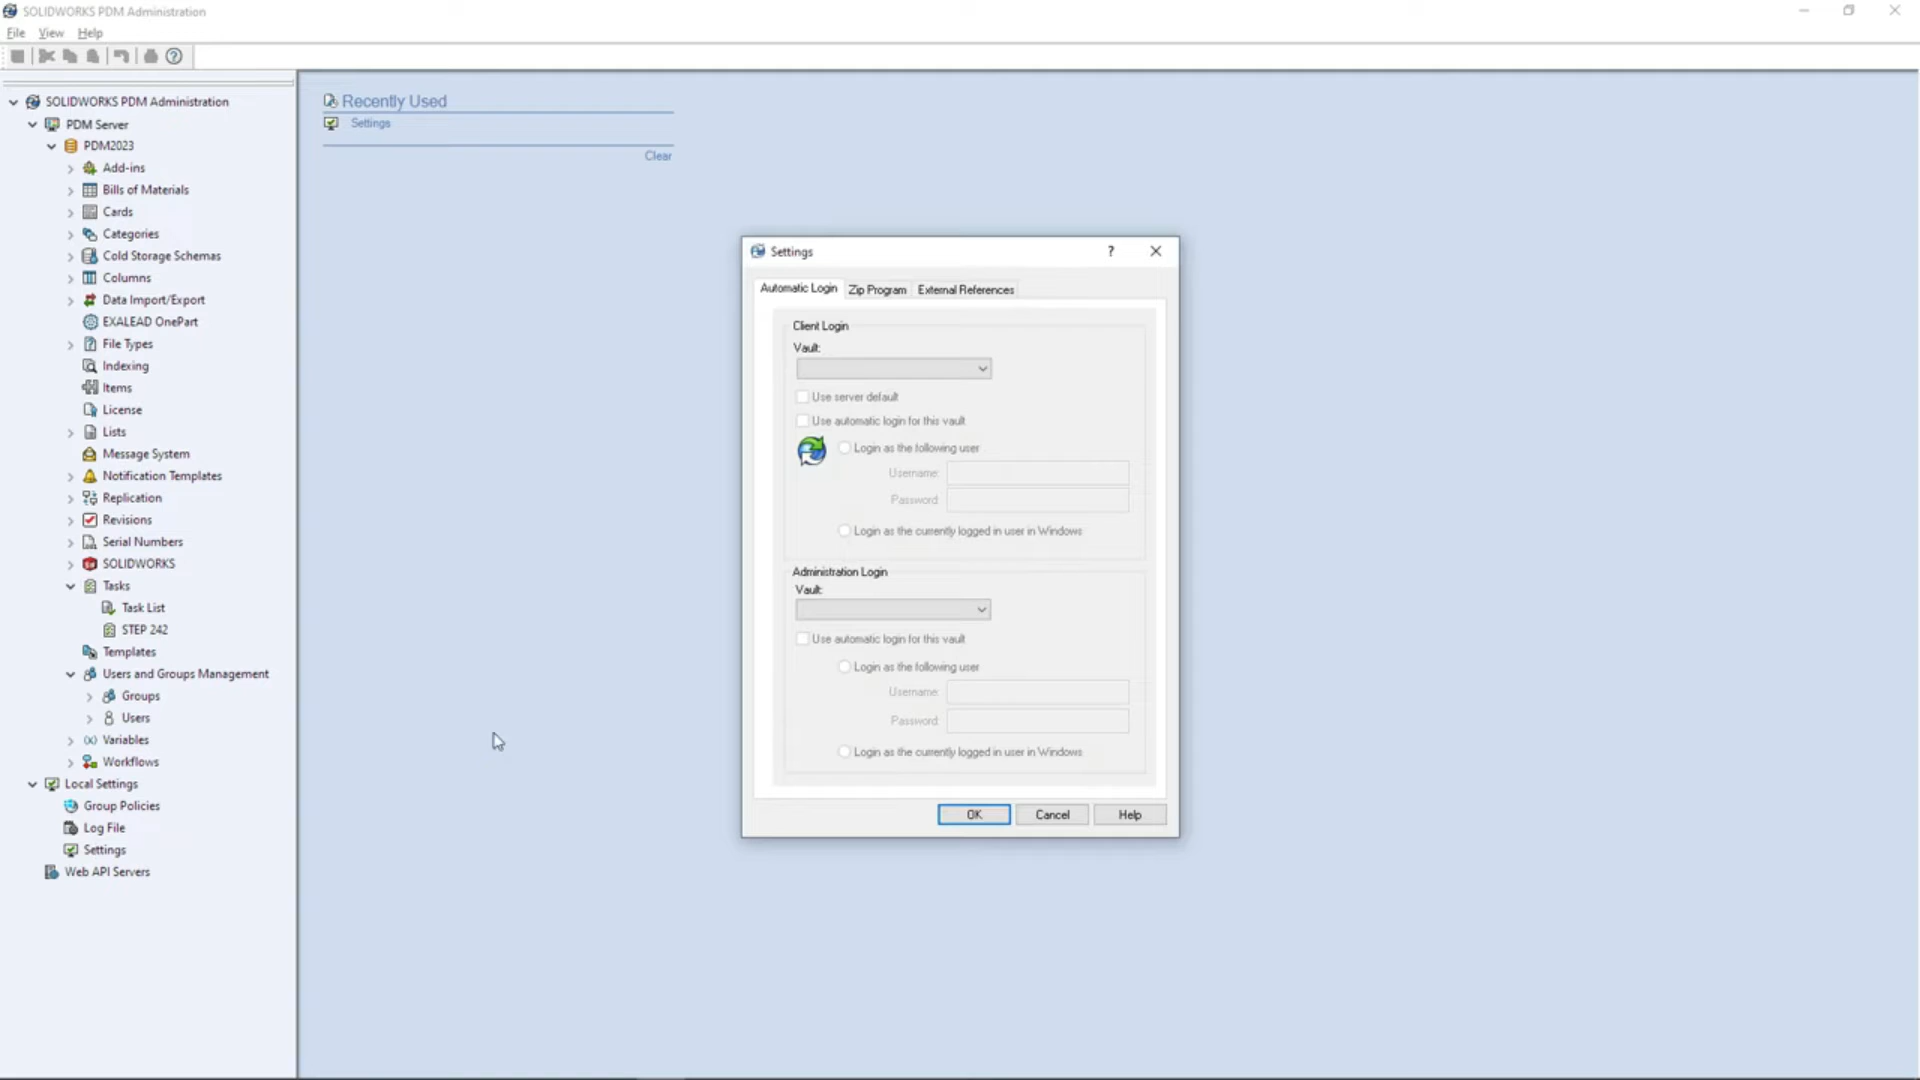 SOLIDWORKS PDM Administration
File View Help
SOLIDWORKS PDM Administration
PDM Server
PDM2023
Add-ins
Bills of Materials
Cards
Categories
Cold Storage Schemas
Columns
Data Import/Export
EXALEAD OnePart
File Types
Indexing
Items
License
Lists
Message System
Notification Templates
Replication
Revisions
Serial Numbers
SOLIDWORKS
Tasks
Task List
STEP 242
Templates
Users and Groups Management
Groups
Users
Variables
Workflows
Local Settings
Group Policies
Log File
Settings
Web API Servers
Recently Used
Settings
Clear
Settings
Automatic Login Zip Program External References
Client Login
Vault:
Use server default
Use automatic login for this vault
Login as the following user
Username:
Password:
Login as the currently logged in user in Windows
Administration Login
Vault:
Use automatic login for this vault
Login as the following user
Username:
Password:
Login as the currently logged in user in Windows
OK Cancel Help